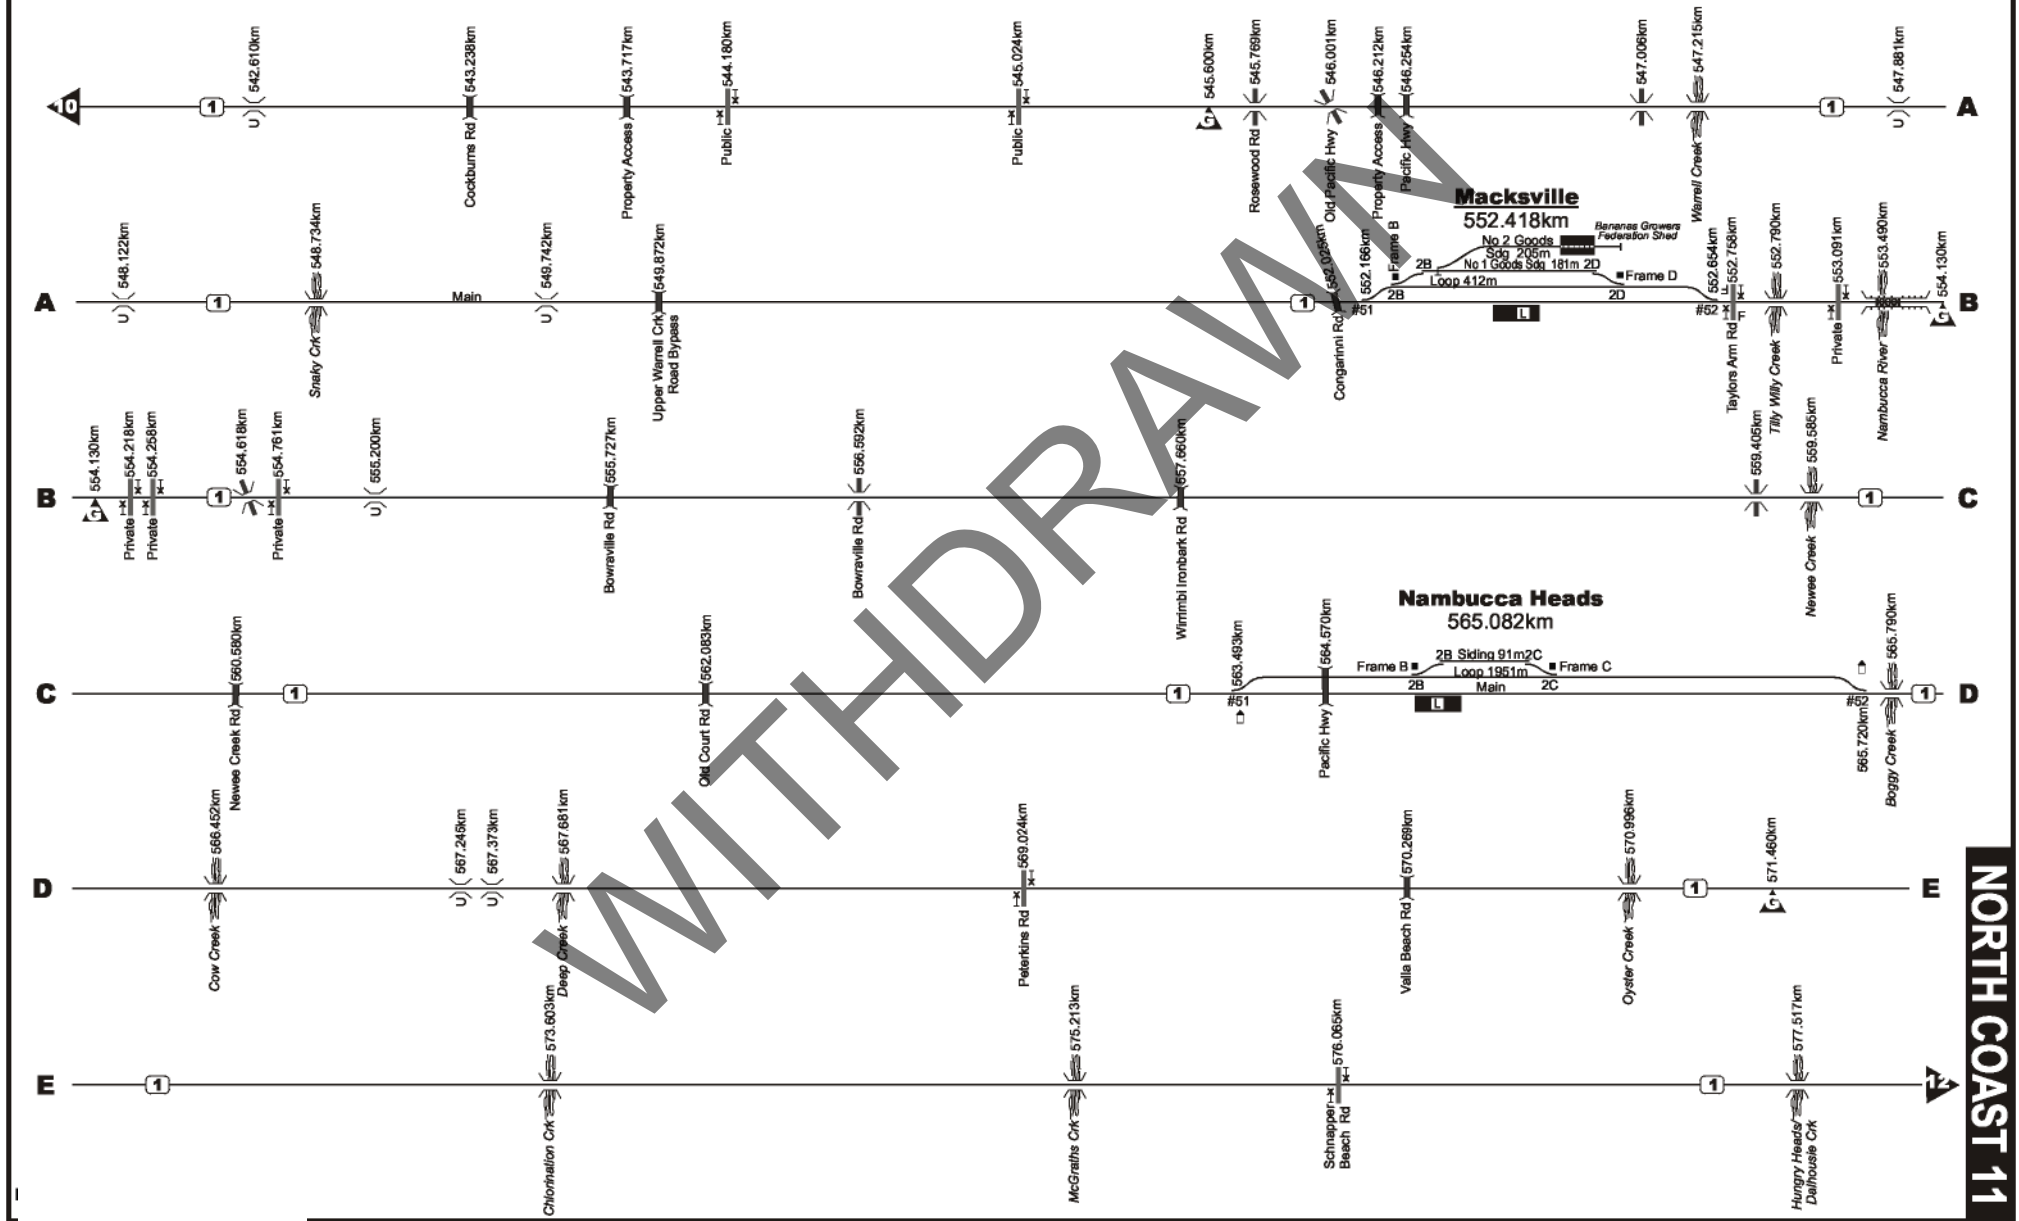 10
1
542.610km
U
543.238km
Cockburns Rd
543.717km
Property Access
544.180km
Public
545.024km
Public
545.600km
G
545.769km
Rosewood Rd
546.001km
Old Pacific Hwy
546.212km
Property Access
546.254km
Pacific Hwy
547.006km
547.215km
Warrell Creek
1
547.881km
U
A
A
548.122km
U
1
548.734km
Snaky Crk
Main
549.742km
U
549.872km
Upper Warrell Crk
Road Bypass
1
552.025km
Congarinni Rd
552.166km
#51
Frame B
2B
2B
Macksville
552.418km
No 2 Goods
Sdg 205m
Bananas Growers
Federation Shed
No 1 Goods Sdg 181m 2D
Loop 412m
Frame D
2D
L
552.654km
#52
552.758km
F
F
Taylors Arm Rd
552.790km
Tilly Willy Creek
553.091km
Private
553.490km
Nambucca River
554.130km
G
B
B
554.130km
G
554.218km
Private
554.258km
Private
1
554.618km
554.761km
Private
555.200km
U
555.727km
Bowraville Rd
556.592km
Bowraville Rd
557.660km
Wirrimbi Ironbark Rd
559.405km
559.585km
Newee Creek
1
C
C
560.580km
Newee Creek Rd
1
562.083km
Old Court Rd
1
563.493km
#51
564.570km
Pacific Hwy
Nambucca Heads
565.082km
2B Siding 91m2C
Frame B
Loop 1951m
Frame C
2B
Main
2C
L
#52
565.720km
565.790km
Boggy Creek
1
D
D
566.452km
Cow Creek
567.245km
U
567.373km
U
567.681km
Deep Creek
569.024km
Peterkins Rd
570.269km
Valla Beach Rd
570.996km
Oyster Creek
1
571.460km
G
E
E
1
573.603km
Chlorination Crk
575.213km
McGraths Crk
576.065km
Schnapper
Beach Rd
1
577.517km
Hungry Heads/
Dalhousie Crk
12
NORTH COAST 11
WITHDRAWN